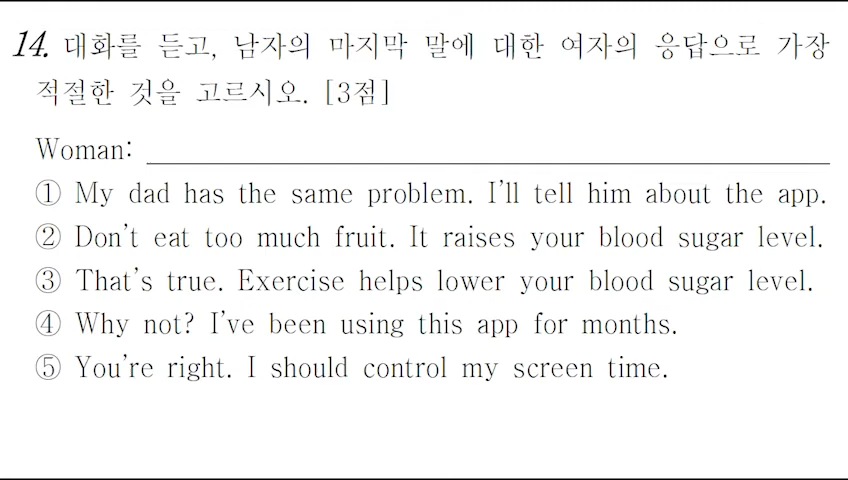 14. 대화를 듣고, 남자의 마지막 말에 대한 여자의 응답으로 가장
적절한 것을 고르시오. [3점]
Woman:
① My dad has the same problem. I'll tell him about the app.
② Don't eat too much fruit. It raises your blood sugar level.
③ That's true. Exercise helps lower your blood sugar level.
④ Why not? I've been using this app for months.
⑤ You're right. I should control my screen time.